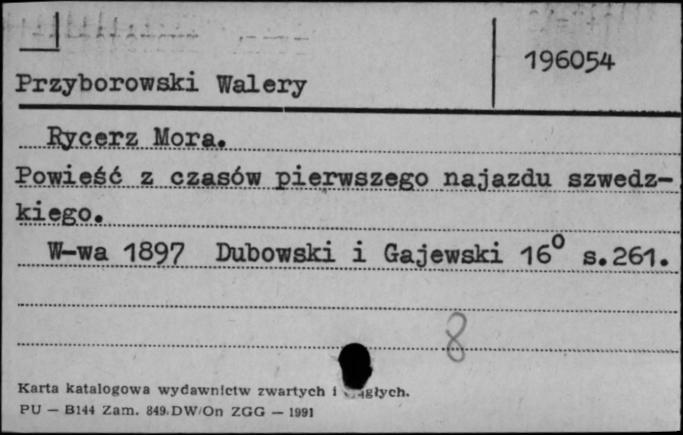 196054
Przyborowski Walery
Rycerz Mora.
Powieść z czasów pierwszego najazdu szwedz-
kiego.
W-wa 1897 Dubowski i Gajewski 16⁰ s.261.
8
Karta katalogowa wydawnictw zwartych i
PU — B144 Zam. 849.DW/On ZGG — 1991